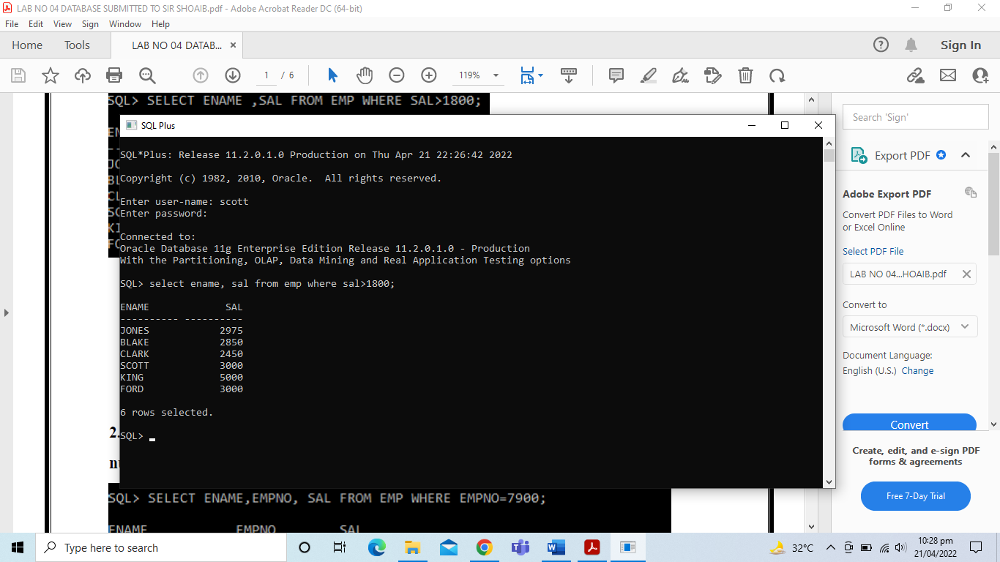 LAB NO 04 DATABASE SUBMITTED TO SIR SHOAIB.pdf - Adobe Acrobat Reader DC (64-bit)
File Edit View Sign Window Help
Home Tools LAB NO 04 DATAB... × Sign In
1 / 6 119%
SQL> SELECT ENAME ,SAL FROM EMP WHERE SAL>1800;
SQL Plus
SQL*Plus: Release 11.2.0.1.0 Production on Thu Apr 21 22:26:42 2022
Copyright (c) 1982, 2010, Oracle.  All rights reserved.
Enter user-name: scott
Enter password:
Connected to:
Oracle Database 11g Enterprise Edition Release 11.2.0.1.0 - Production
With the Partitioning, OLAP, Data Mining and Real Application Testing options
SQL> select ename, sal from emp where sal>1800;
ENAME             SAL
---------- ----------
JONES            2975
BLAKE            2850
CLARK            2450
SCOTT            3000
KING             5000
FORD             3000
6 rows selected.
SQL>
EN
JO
BL
CL
SC
KI
FO
2.
nu
SQL> SELECT ENAME,EMPNO, SAL FROM EMP WHERE EMPNO=7900;
ENAME EMPNO SAL
Search 'Sign'
Export PDF
Adobe Export PDF
Convert PDF Files to Word
or Excel Online
Select PDF File
LAB NO 04...HOAIB.pdf
Convert to
Microsoft Word (*.docx)
Document Language:
English (U.S.) Change
Convert
Create, edit, and e-sign PDF
forms & agreements
Free 7-Day Trial
Type here to search
32°C
10:28 pm
21/04/2022